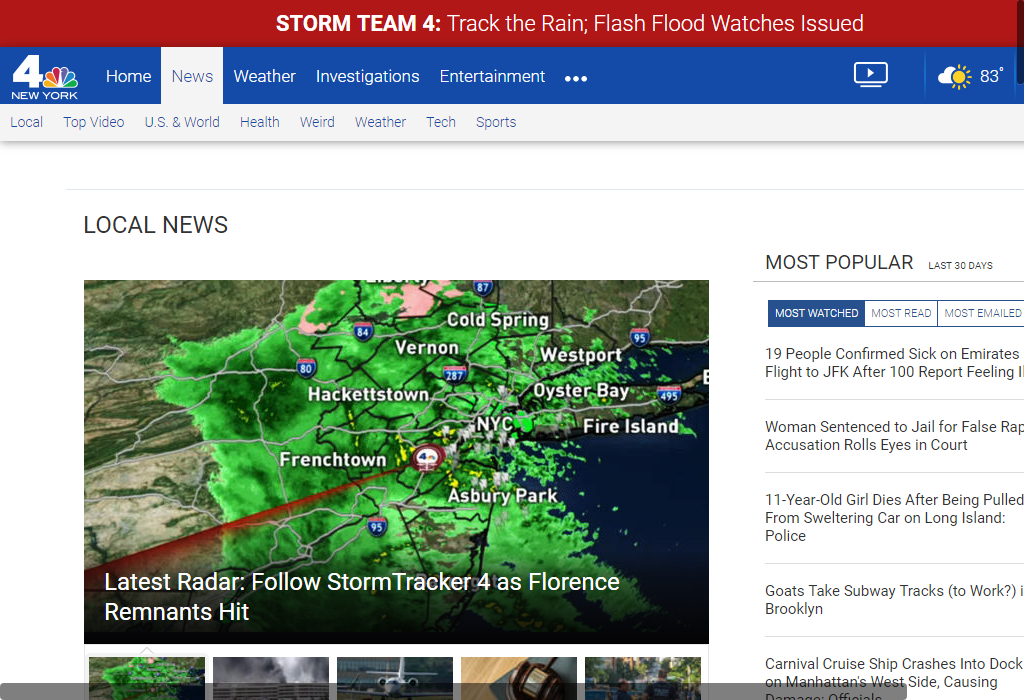 STORM TEAM 4: Track the Rain; Flash Flood Watches Issued
4
NEW YORK
Home
News
Weather
Investigations
Entertainment
•••
83°
Local
Top Video
U.S. & World
Health
Weird
Weather
Tech
Sports
LOCAL NEWS
MOST POPULAR
LAST 30 DAYS
MOST WATCHED
MOST READ
MOST EMAILED
19 People Confirmed Sick on Emirates
Flight to JFK After 100 Report Feeling
Woman Sentenced to Jail for False
Accusation Rolls Eyes in Court
11-Year-Old Girl Dies After Being Pulled
From Sweltering Car on Long Island:
Police
Goats Take Subway Tracks (to Work?)
Brooklyn
Carnival Cruise Ship Crashes Into Dock
on Manhattan's West Side, Causing
Damage: Officials
87
Cold Spring
84
Vernon
95
Westport
80
287
Hackettstown
Oyster Bay
495
NYC
Fire Island
Frenchtown
4
Asbury Park
95
Latest Radar: Follow StormTracker 4 as Florence
Remnants Hit